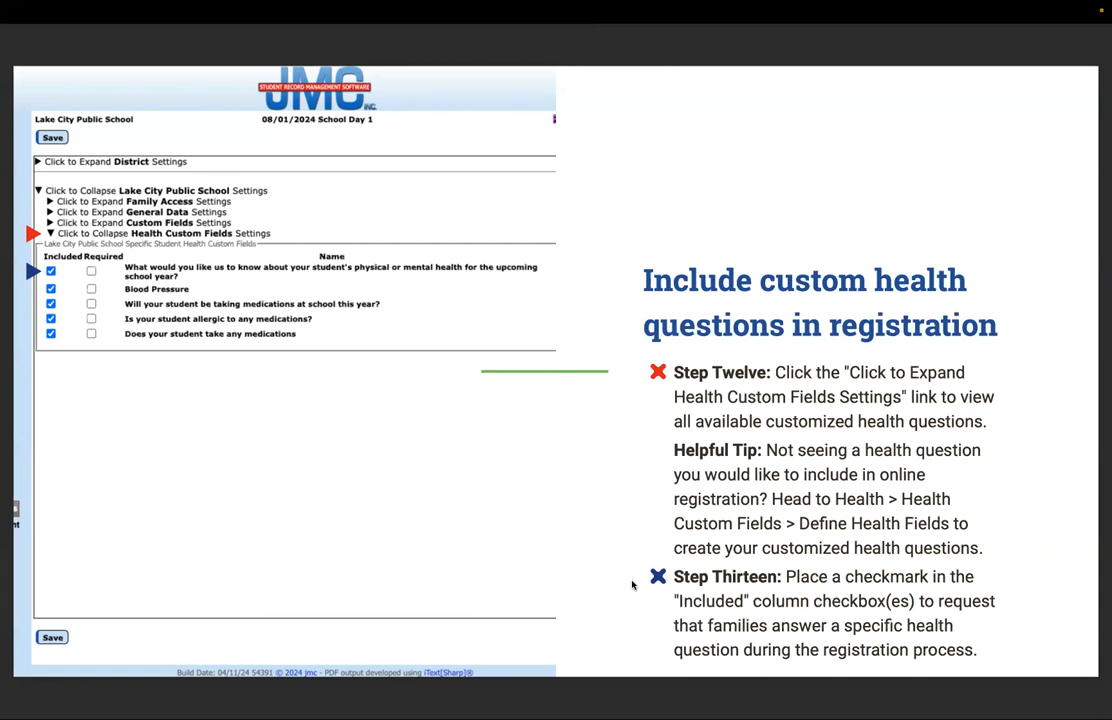 JMC
STUDENT RECORD MANAGEMENT SOFTWARE
INC.
Lake City Public School
08/01/2024 School Day 1
Save
Click to Expand District Settings
Click to Collapse Lake City Public School Settings
Click to Expand Family Access Settings
Click to Expand General Data Settings
Click to Expand Custom Fields Settings
Click to Collapse Health Custom Fields Settings
Lake City Public School Specific Student Health Custom Fields
Included Required Name
What would you like us to know about your student's physical or mental health for the upcoming
school year?
Blood Pressure
Will your student be taking medications at school this year?
Is your student allergic to any medications?
Does your student take any medications
Save
Build Date: 04/11/24 54391 © 2024 jmc - PDF output developed using iText[Sharp]®
Include custom health
questions in registration
Step Twelve: Click the "Click to Expand
Health Custom Fields Settings" link to view
all available customized health questions.
Helpful Tip: Not seeing a health question
you would like to include in online
registration? Head to Health > Health
Custom Fields > Define Health Fields to
create your customized health questions.
Step Thirteen: Place a checkmark in the
"Included" column checkbox(es) to request
that families answer a specific health
question during the registration process.